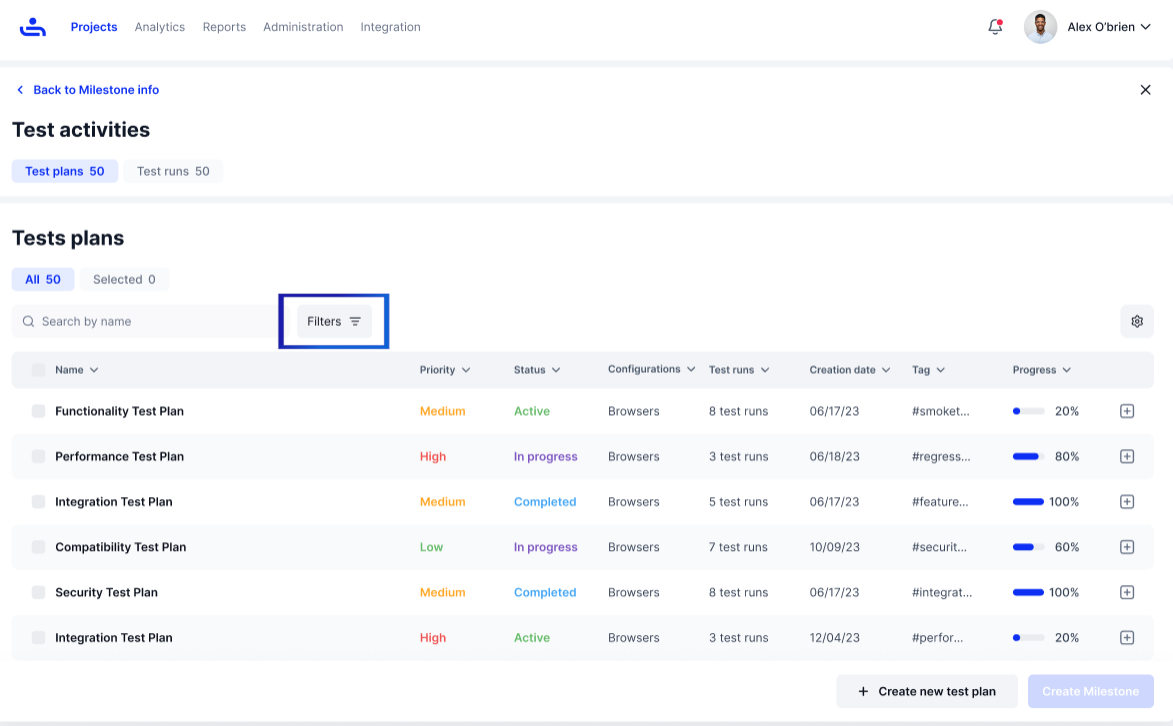 Projects Analytics Reports Administration Integration Alex O'brien
Back to Milestone info
Test activities
Test plans 50 Test runs 50
Tests plans
All 50 Selected 0
Search by name Filters
Name Priority Status Configurations Test runs Creation date Tag Progress
Functionality Test Plan Medium Active Browsers 8 test runs 06/17/23 #smoket... 20%
Performance Test Plan High In progress Browsers 3 test runs 06/18/23 #regress... 80%
Integration Test Plan Medium Completed Browsers 5 test runs 06/17/23 #feature... 100%
Compatibility Test Plan Low In progress Browsers 7 test runs 10/09/23 #securit... 60%
Security Test Plan Medium Completed Browsers 8 test runs 06/17/23 #integrat... 100%
Integration Test Plan High Active Browsers 3 test runs 12/04/23 #perfor... 20%
Create new test plan Create Milestone